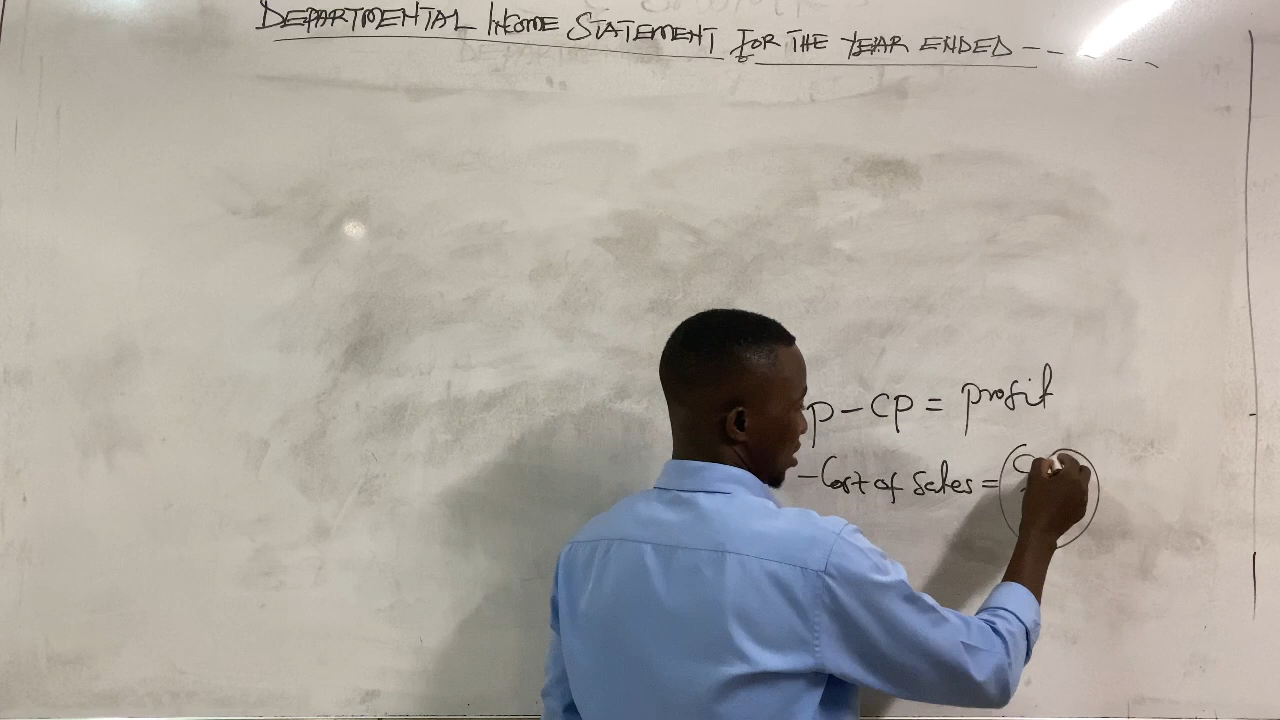 DEPARTMENTAL INCOME STATEMENT FOR THE YEAR ENDED -----
p - CP = profit
- Cost of Sales =